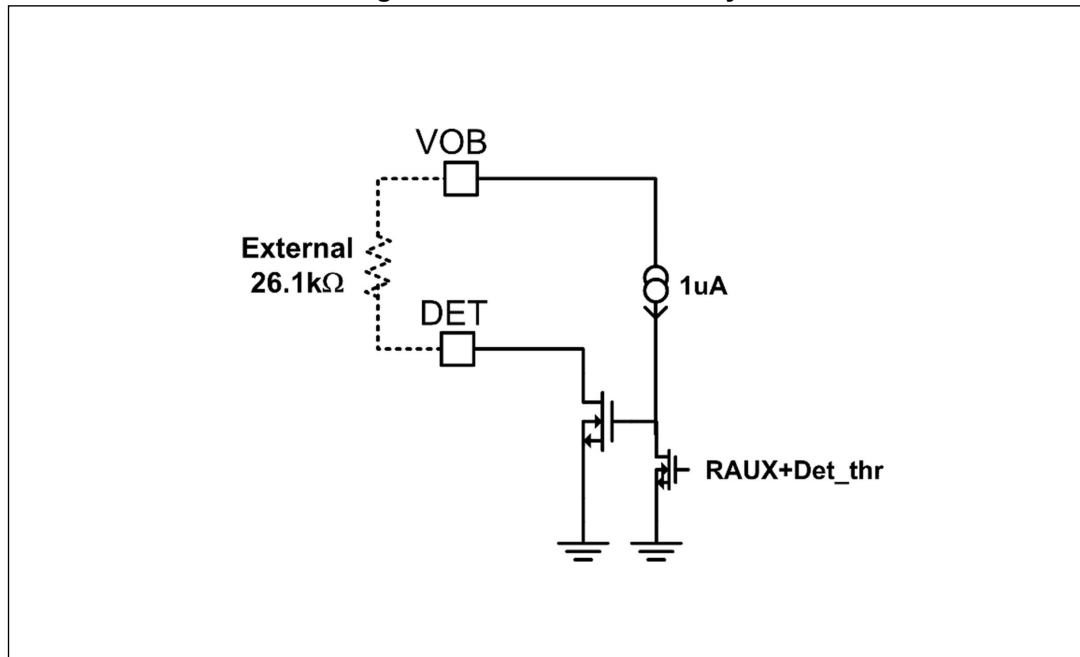 VOB
External
26.1kΩ
1uA
DET
RAUX+Det_thr